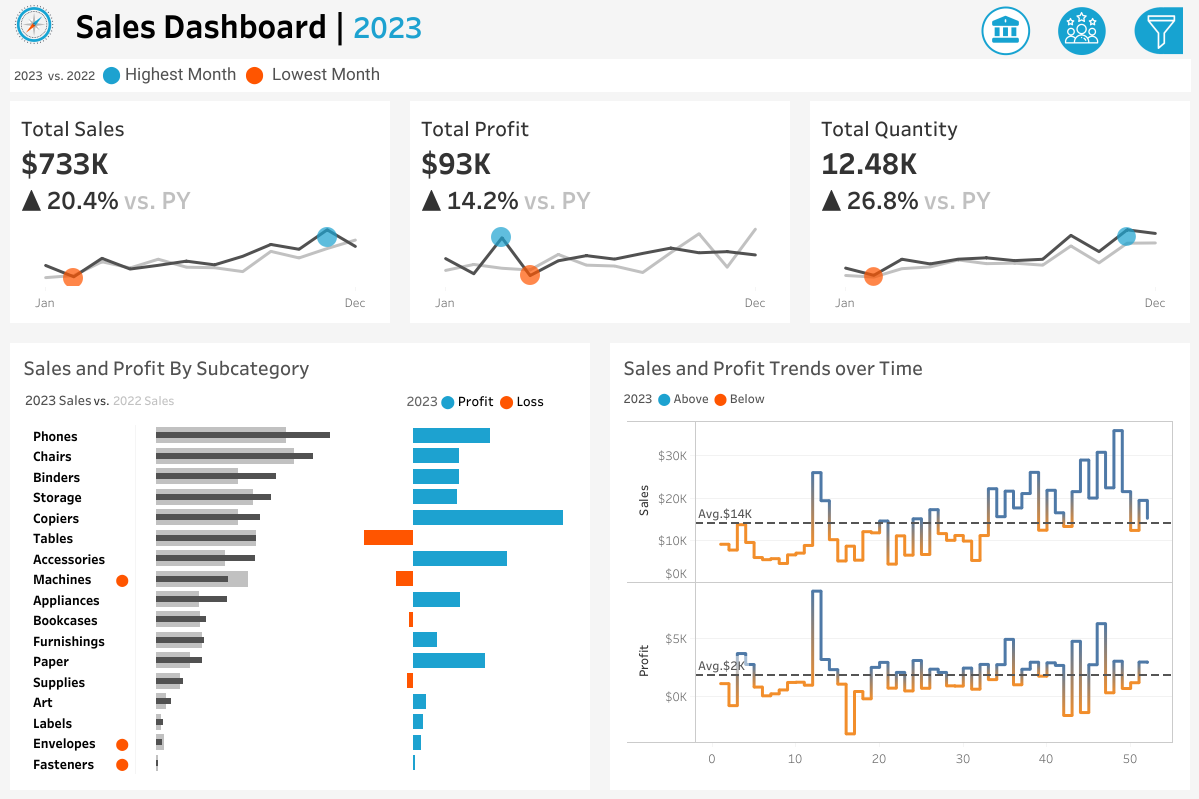 Sales Dashboard | 2023
2023 vs. 2022 Highest Month Lowest Month
Total Sales
$733K
▲ 20.4% vs. PY
Jan Dec
Total Profit
$93K
▲ 14.2% vs. PY
Jan Dec
Total Quantity
12.48K
▲ 26.8% vs. PY
Jan Dec
Sales and Profit By Subcategory
2023 Sales vs. 2022 Sales
2023 Profit Loss
Phones
Chairs
Binders
Storage
Copiers
Tables
Accessories
Machines
Appliances
Bookcases
Furnishings
Paper
Supplies
Art
Labels
Envelopes
Fasteners
Sales and Profit Trends over Time
2023 Above Below
Sales
$30K
$20K
Avg.$14K
$10K
$0K
Profit
$5K
Avg.$2K
$0K
0 10 20 30 40 50